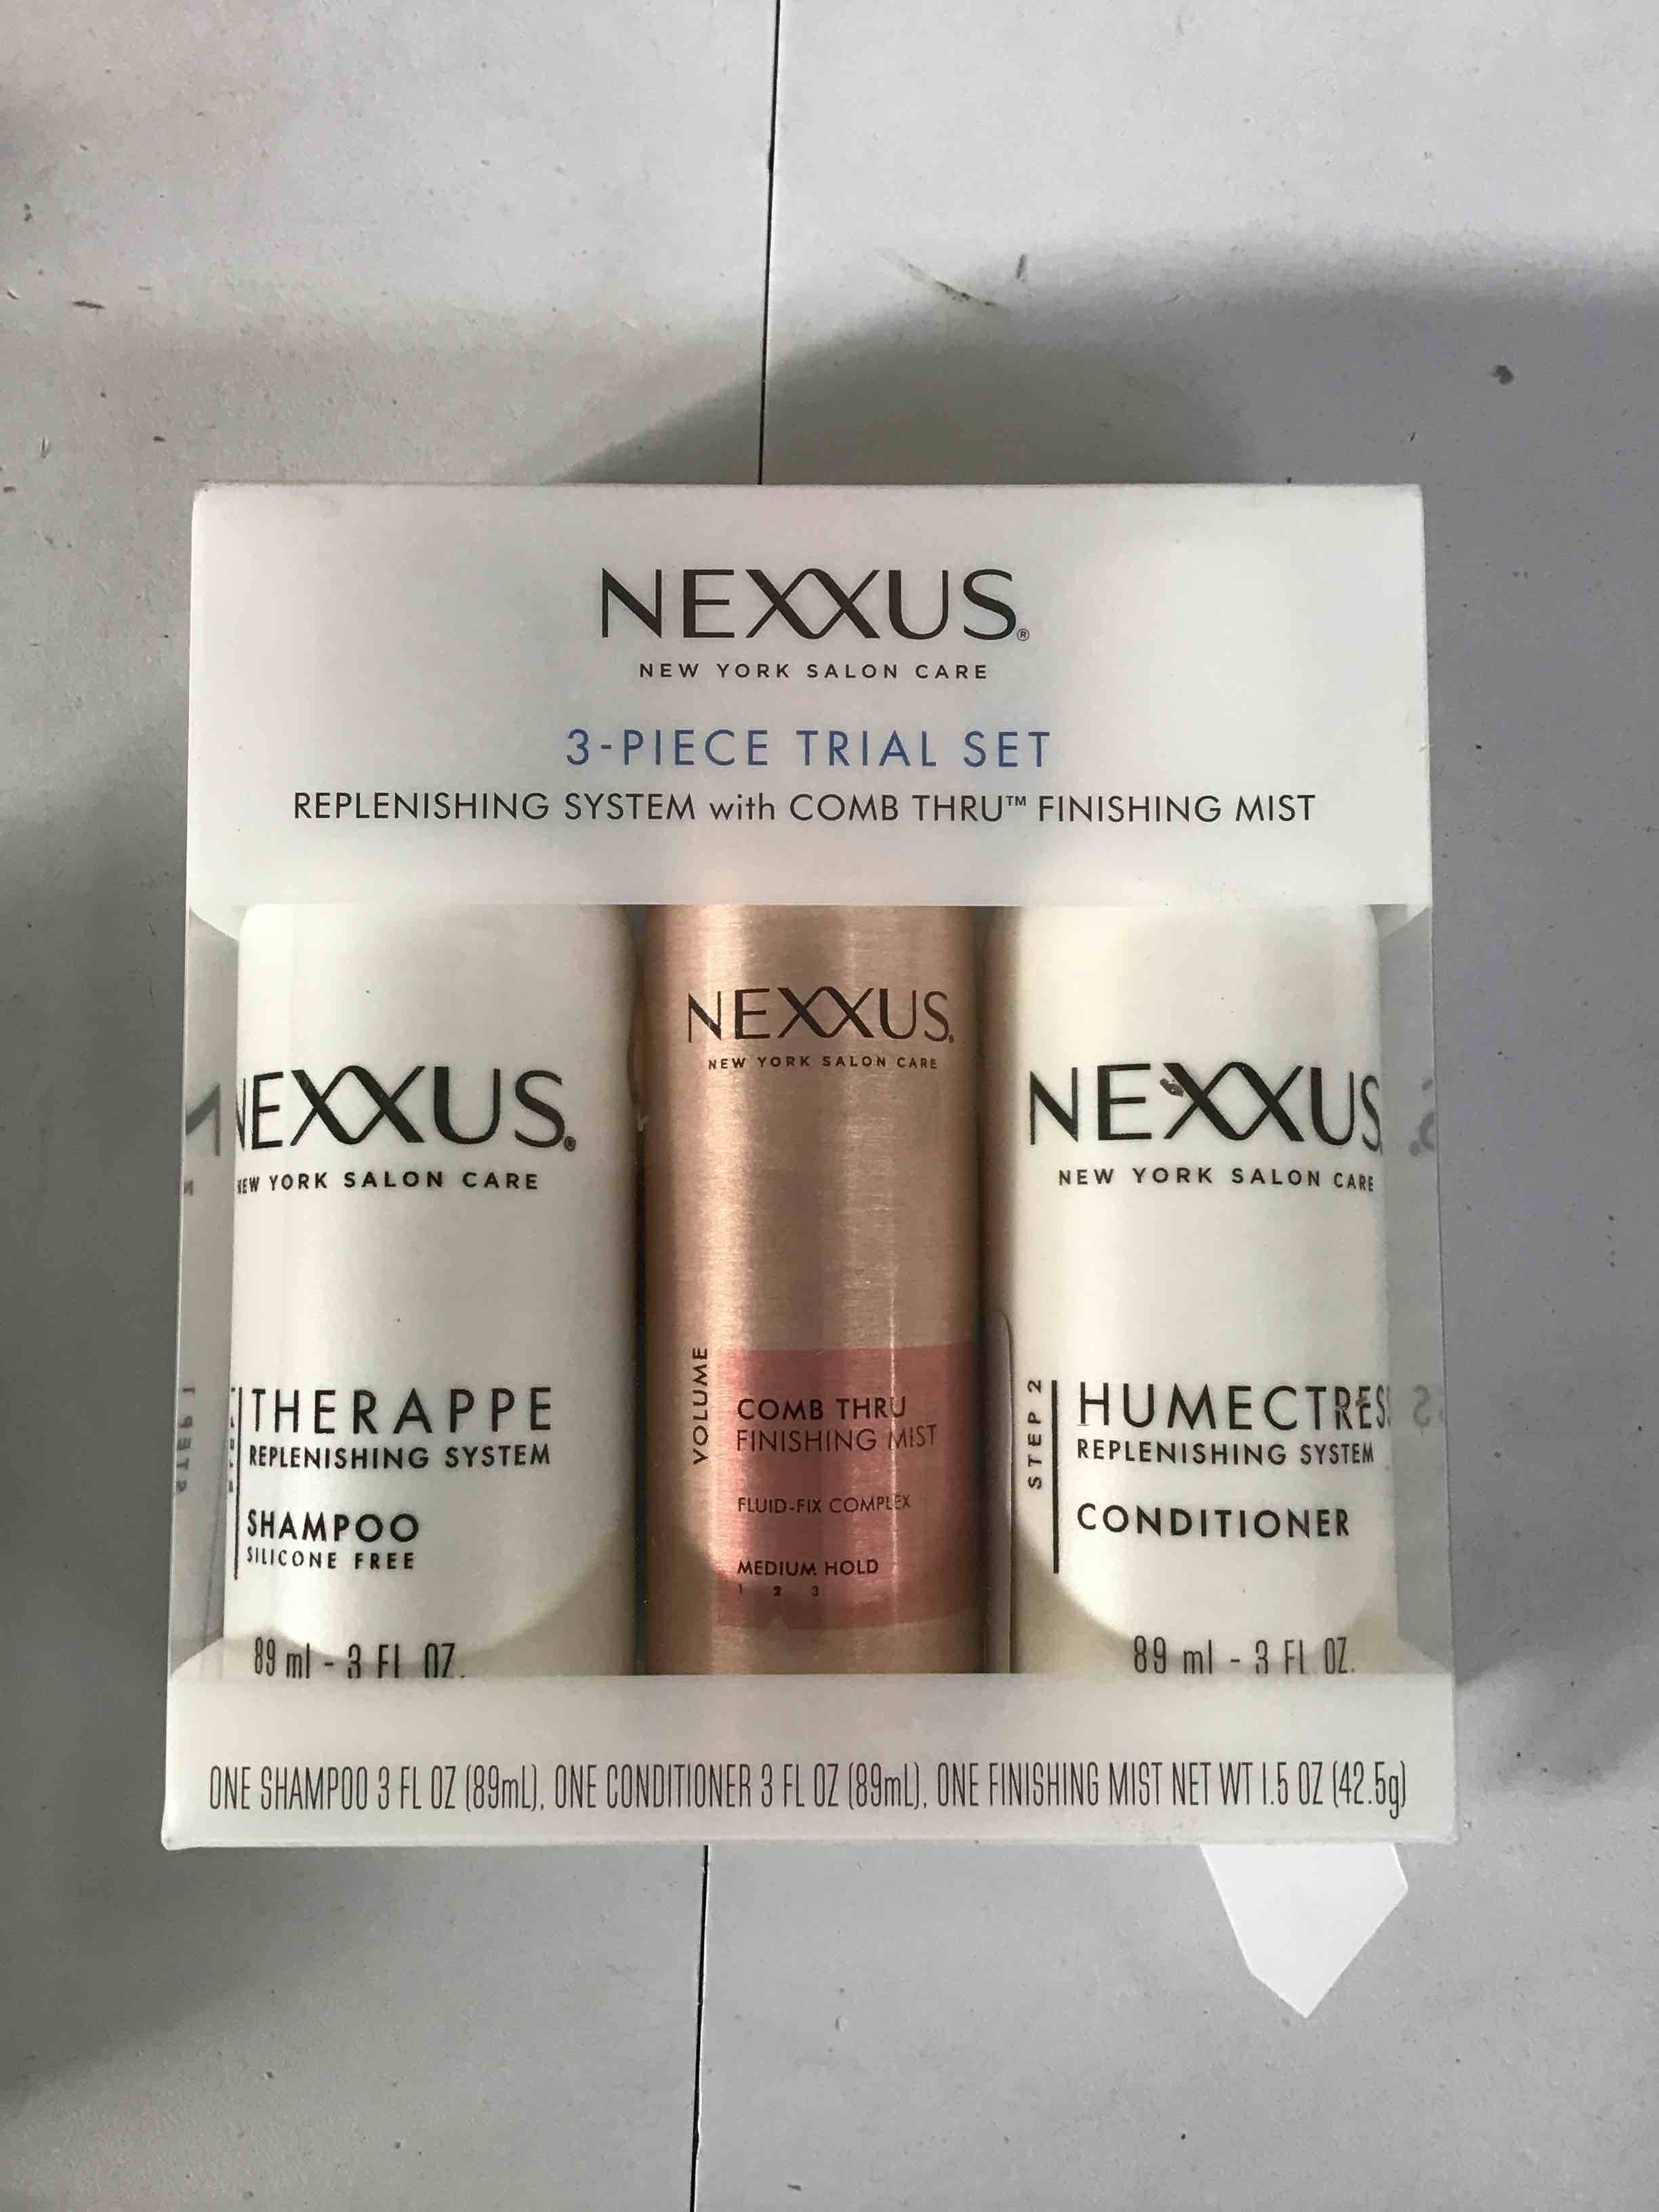 NEXXUS®
NEW YORK SALON CARE
3-PIECE TRIAL SET
REPLENISHING SYSTEM with COMB THRU™ FINISHING MIST
NEXXUS®
NEW YORK SALON CARE
THERAPPE
REPLENISHING SYSTEM
SHAMPOO
SILICONE FREE
89 ml - 3 FL OZ.
NEXXUS
NEW YORK SALON CARE
VOLUME
COMB THRU
FINISHING MIST
FLUID-FIX COMPLEX
MEDIUM HOLD
1 2 3
NEXXUS
NEW YORK SALON CARE
STEP 2
HUMECTRESS
REPLENISHING SYSTEM
CONDITIONER
89 ml - 3 FL OZ.
ONE SHAMPOO 3 FL OZ (89mL), ONE CONDITIONER 3 FL OZ (89mL), ONE FINISHING MIST NET WT 1.5 OZ (42.5g)